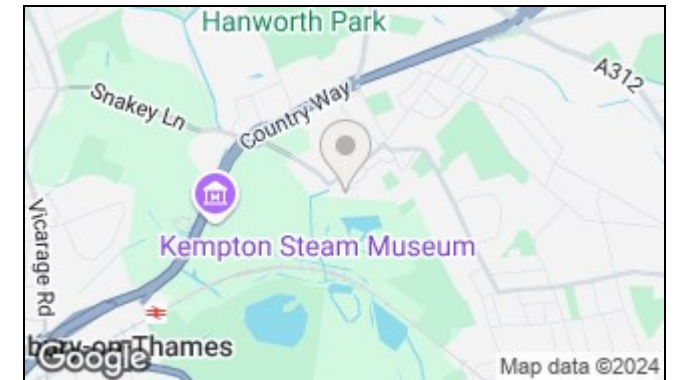 Hanworth Park
A312
Snakey Ln
Country Way
Vicarage Rd
Kempton Steam Museum
Thames
Google
Map data ©2024